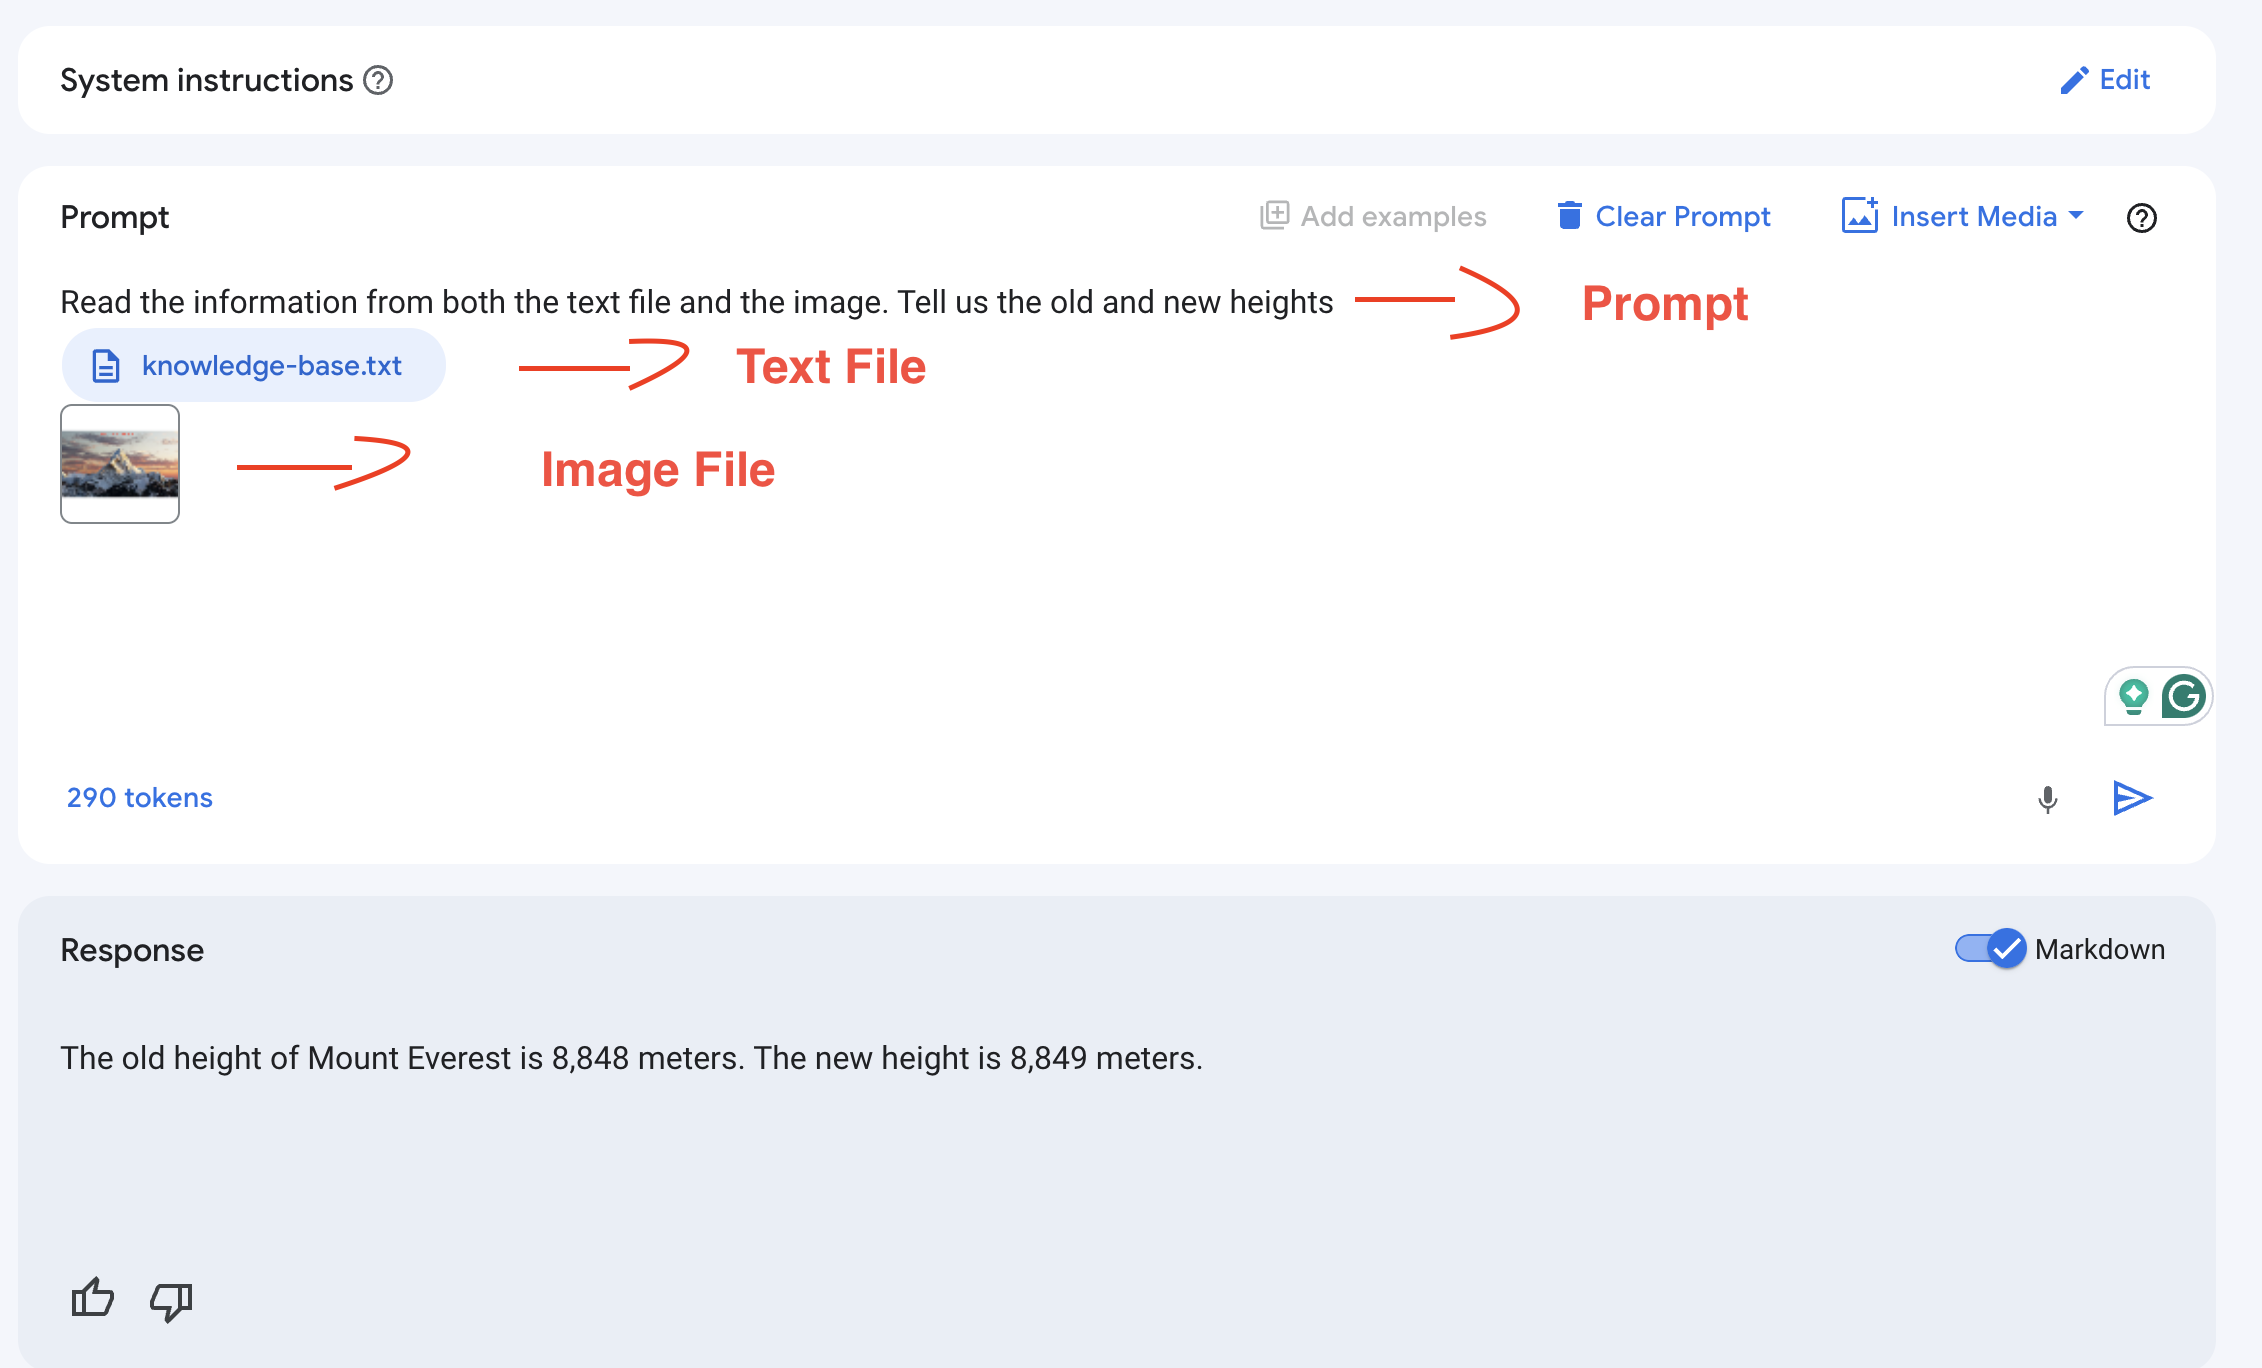 System instructions
Edit
Prompt
Add examples
Clear Prompt
Insert Media
Read the information from both the text file and the image. Tell us the old and new heights
Prompt
knowledge-base.txt
Text File
Image File
290 tokens
Response
Markdown
The old height of Mount Everest is 8,848 meters. The new height is 8,849 meters.